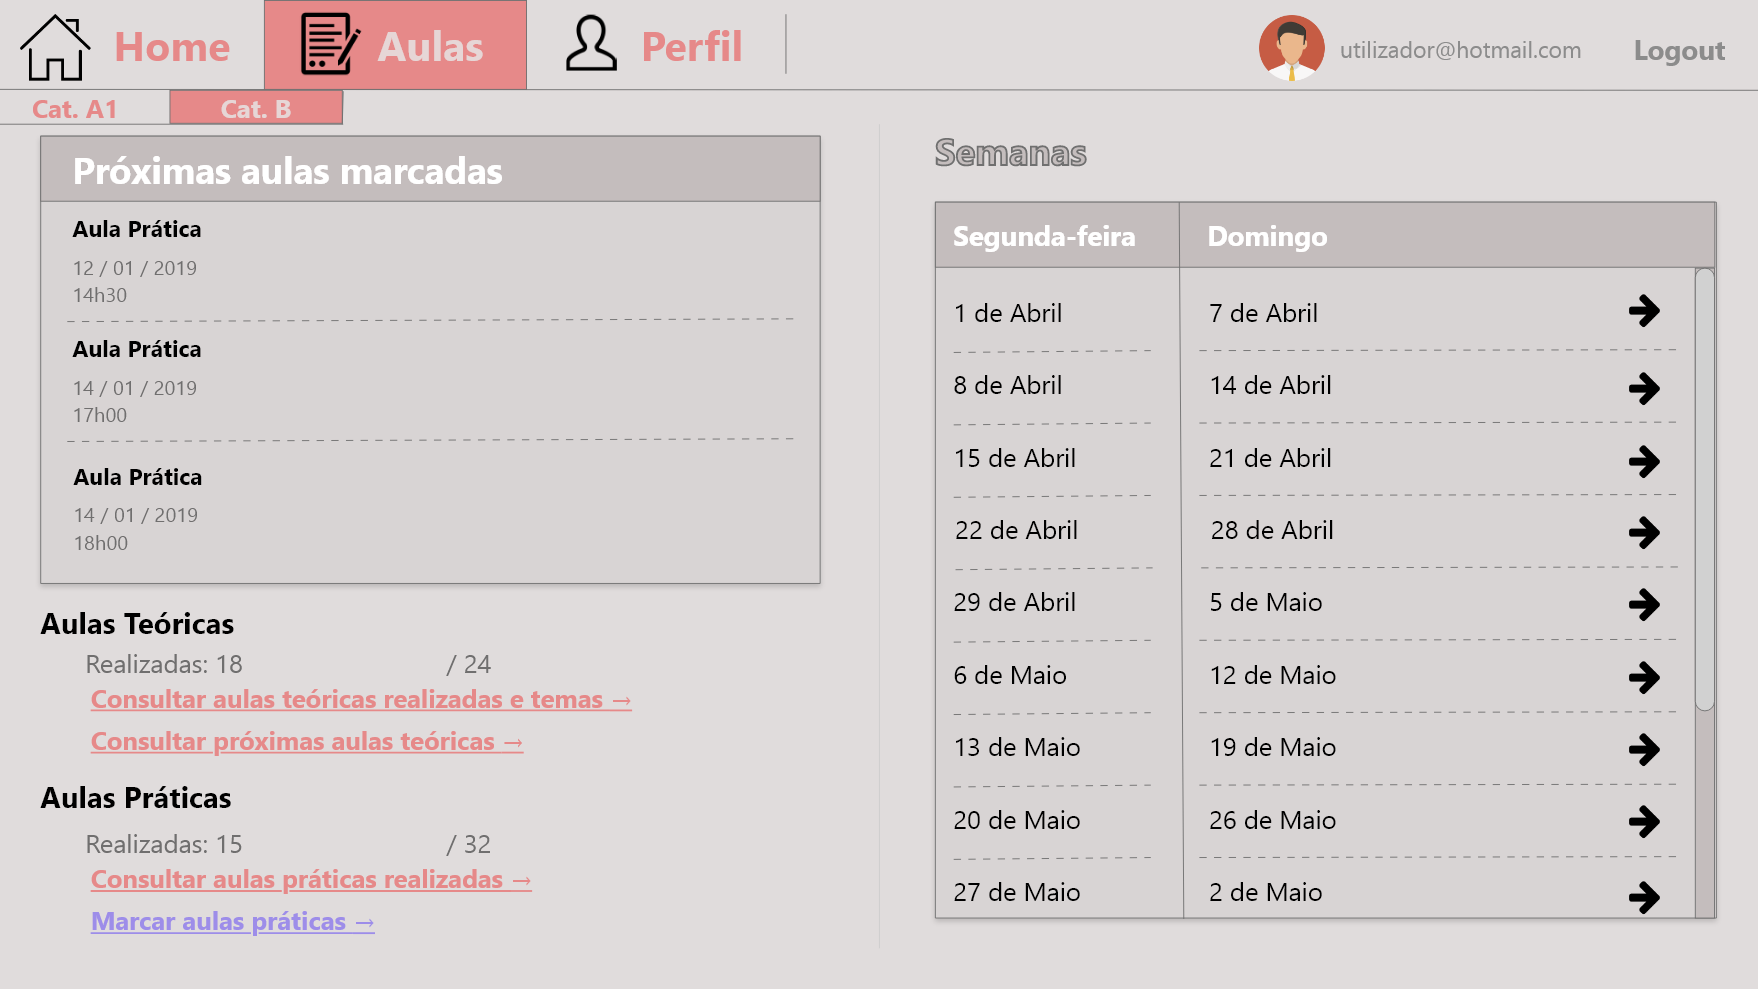 Home Aulas Perfil utilizador@hotmail.com Logout
Cat. A1 Cat. B
Próximas aulas marcadas
Aula Prática
12 / 01 / 2019
14h30
Aula Prática
14 / 01 / 2019
17h00
Aula Prática
14 / 01 / 2019
18h00
Aulas Teóricas
Realizadas: 18 / 24
Consultar aulas teóricas realizadas e temas →
Consultar próximas aulas teóricas →
Aulas Práticas
Realizadas: 15 / 32
Consultar aulas práticas realizadas →
Marcar aulas práticas →
Semanas
Segunda-feira Domingo
1 de Abril 7 de Abril
8 de Abril 14 de Abril
15 de Abril 21 de Abril
22 de Abril 28 de Abril
29 de Abril 5 de Maio
6 de Maio 12 de Maio
13 de Maio 19 de Maio
20 de Maio 26 de Maio
27 de Maio 2 de Maio